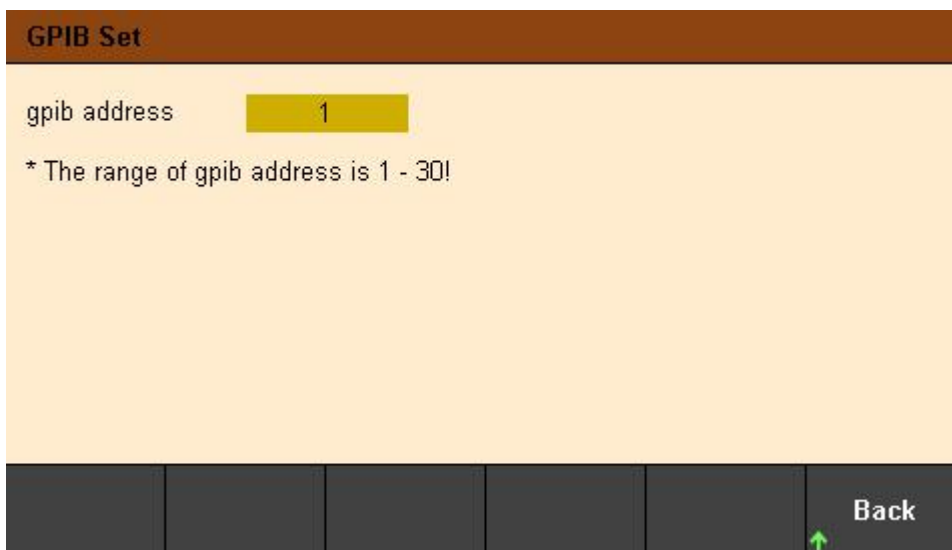 GPIB Set
gpib address 1
* The range of gpib address is 1 - 30!
Back